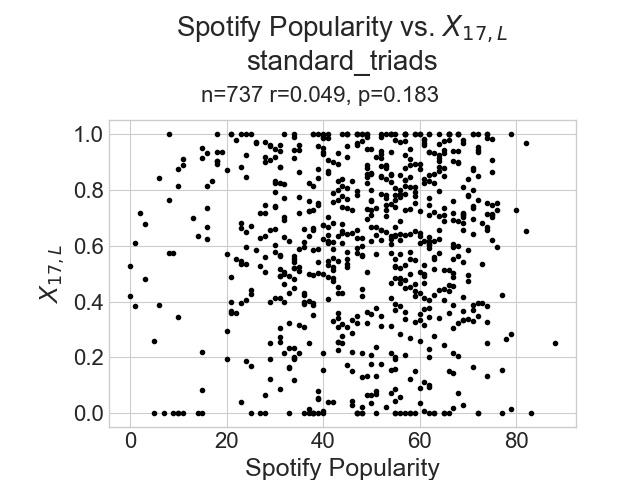 Spotify Popularity vs. X17, L
standard_triads
n=737 r=0.049, p=0.183
X17, L
1.0
0.8
0.6
0.4
0.2
0.0
0 20 40 60 80
Spotify Popularity